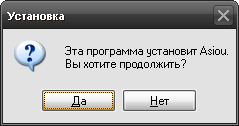 Установка
Эта программа установит Asiou.
Вы хотите продолжить?
Да
Нет